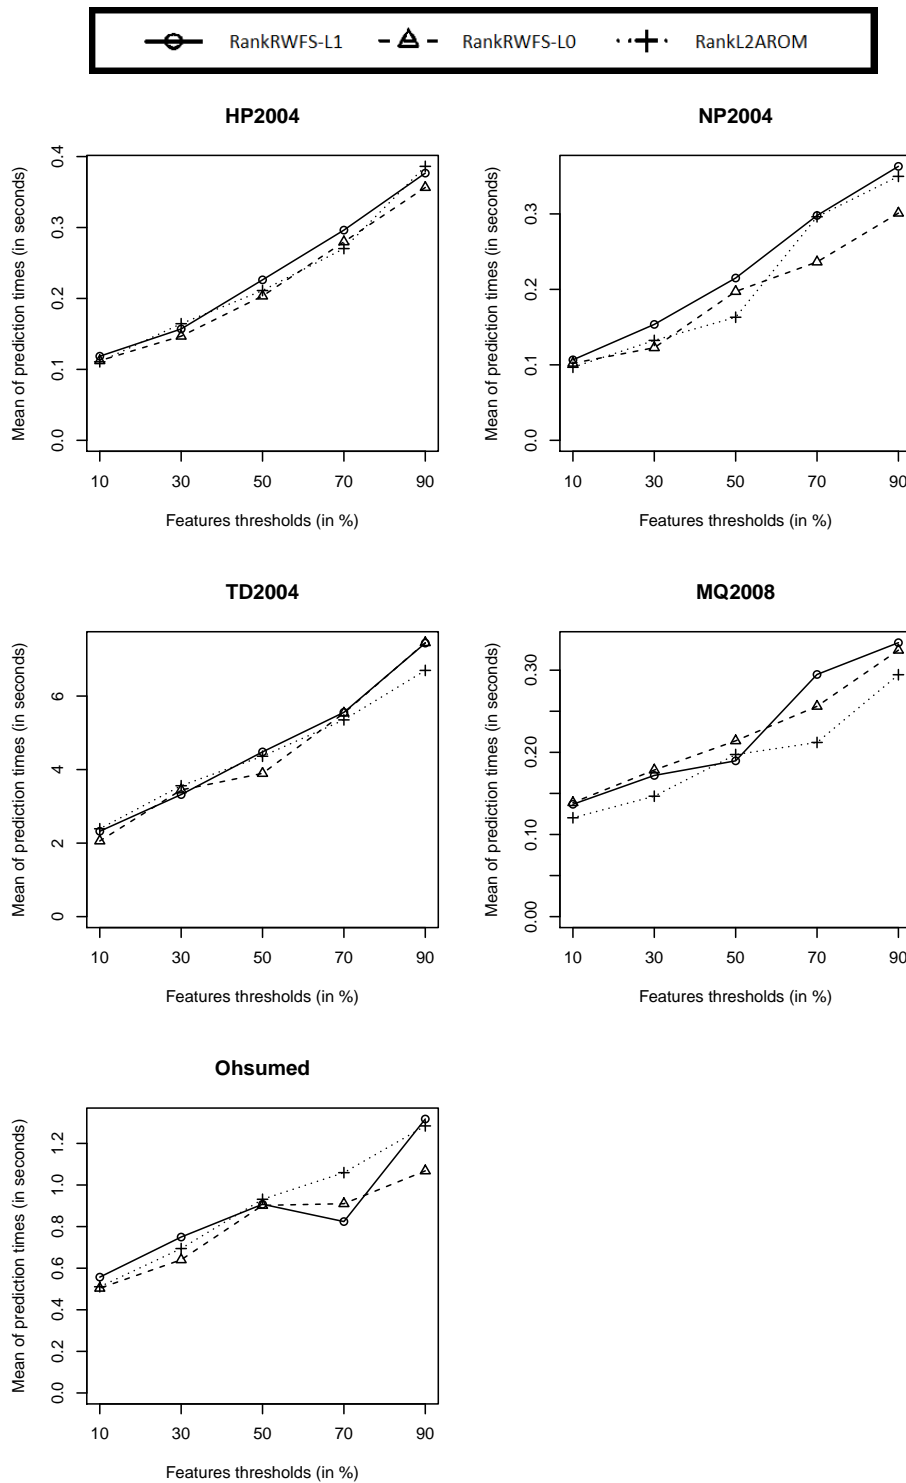 RankRWFS-L1 RankRWFS-L0 RankL2AROM
HP2004
Mean of prediction times (in seconds)
0.0 0.1 0.2 0.3 0.4
10 30 50 70 90
Features thresholds (in %)
NP2004
Mean of prediction times (in seconds)
0.0 0.1 0.2 0.3
10 30 50 70 90
Features thresholds (in %)
TD2004
Mean of prediction times (in seconds)
0 2 4 6
10 30 50 70 90
Features thresholds (in %)
MQ2008
Mean of prediction times (in seconds)
0.00 0.10 0.20 0.30
10 30 50 70 90
Features thresholds (in %)
Ohsumed
Mean of prediction times (in seconds)
0.0 0.2 0.4 0.6 0.8 1.0 1.2
10 30 50 70 90
Features thresholds (in %)